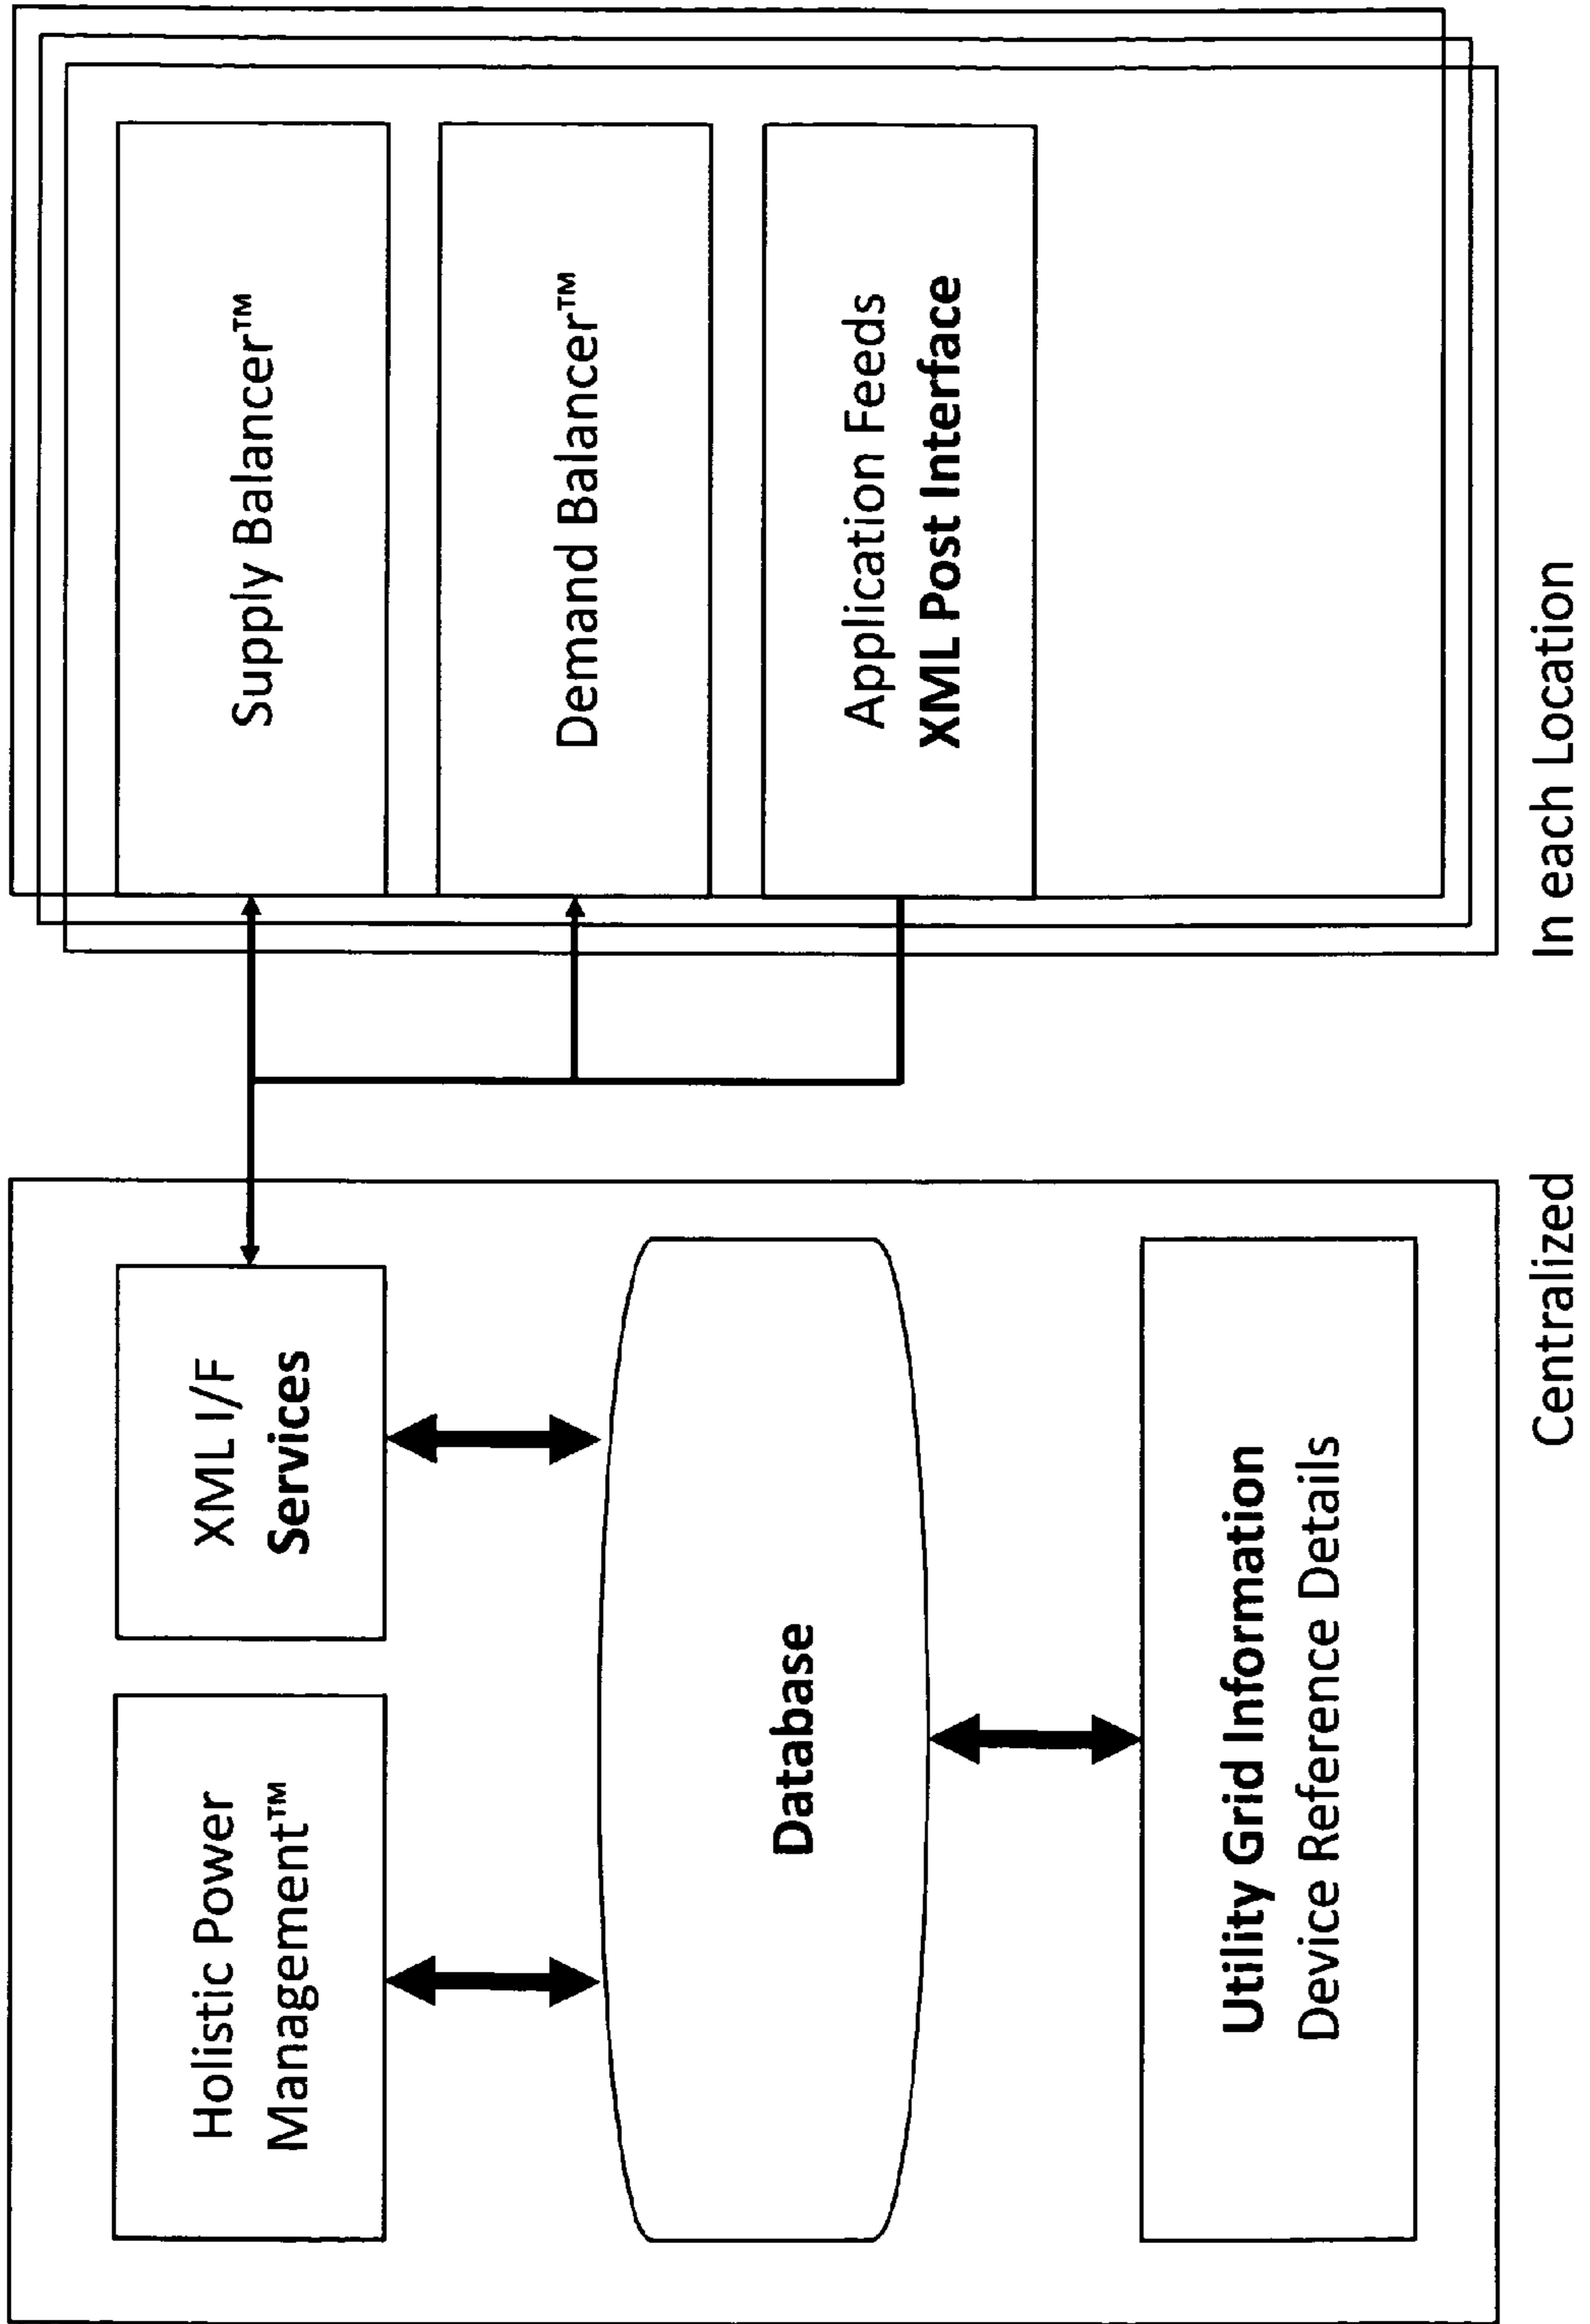 Holistic Power
Management™
XML I/F
Services
Database
Utility Grid Information
Device Reference Details
Centralized
Supply Balancer™
Demand Balancer™
Application Feeds
XML Post Interface
In each Location